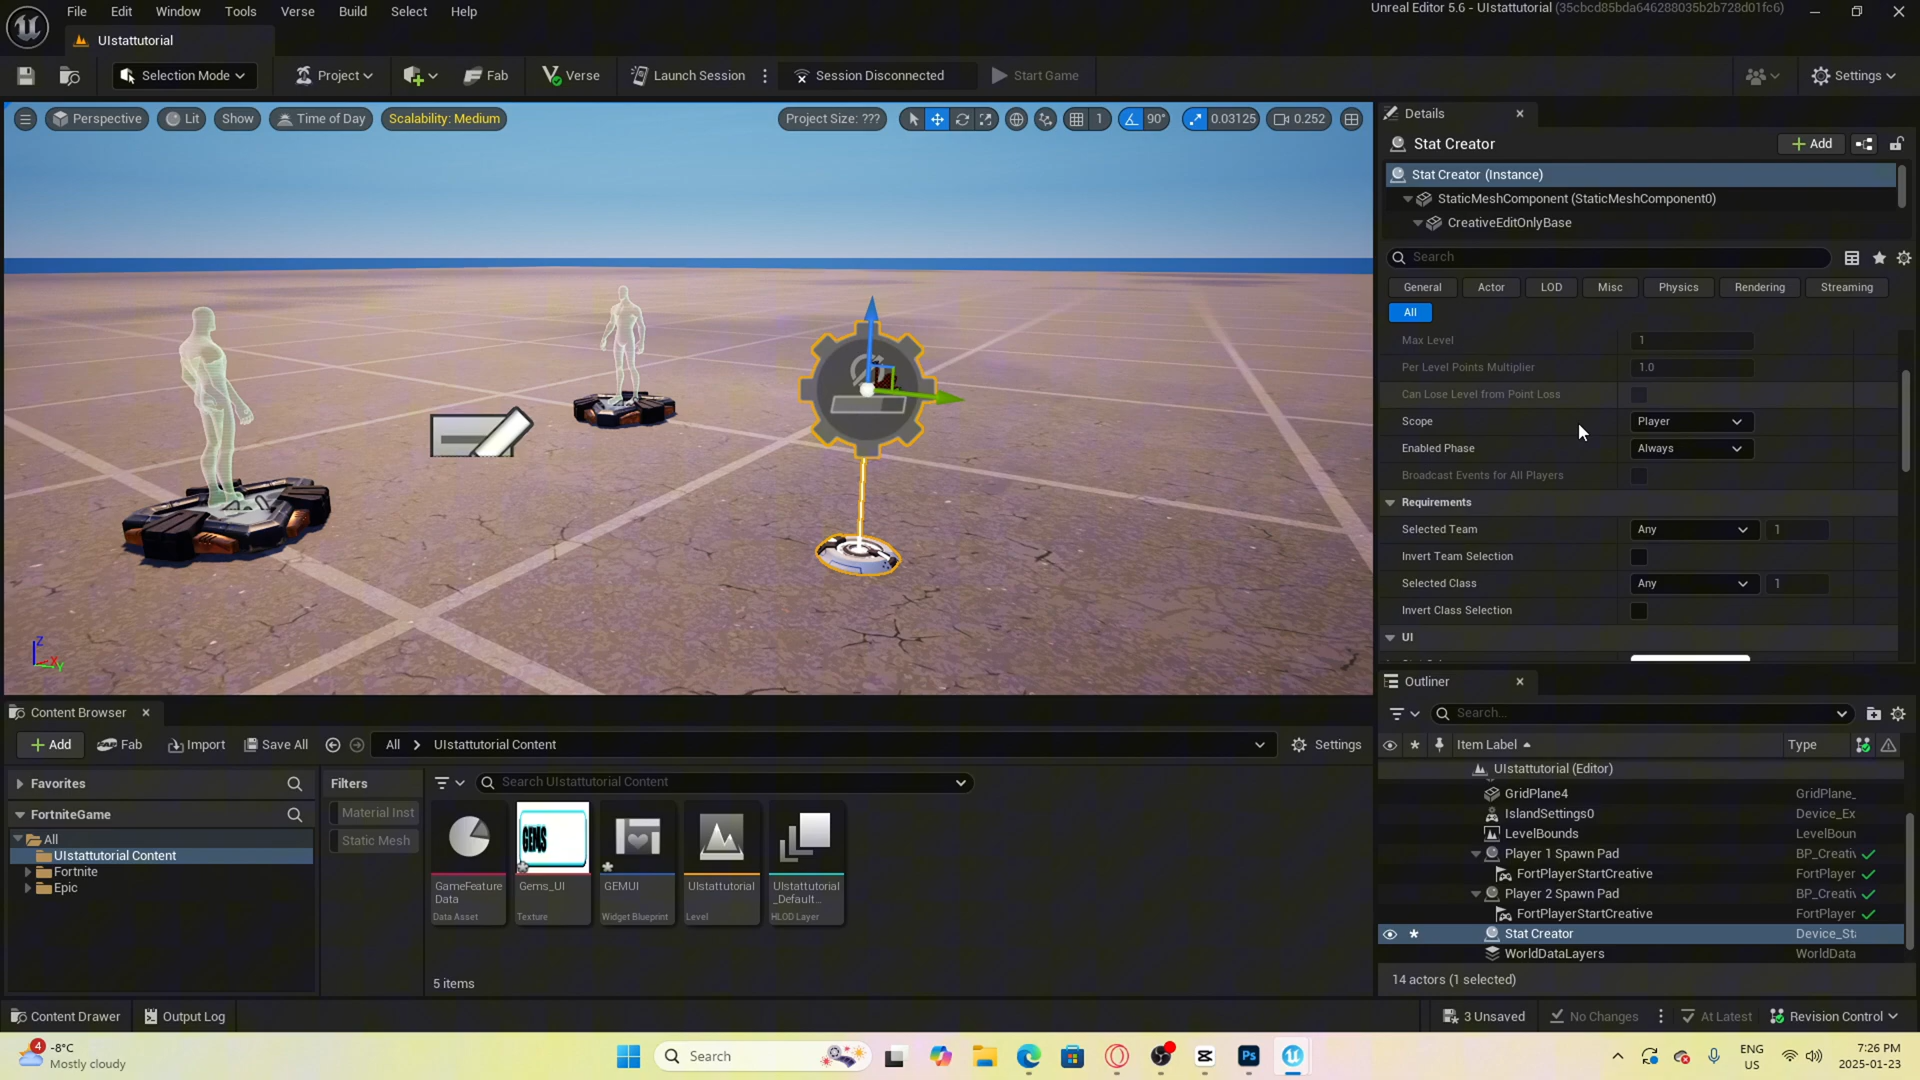 File Edit Window Tools Verse Build Select Help
Unreal Editor 5.6 - UIstattutorial (35cbcd85bda646288035b2b728d01fc6)
UIstattutorial
Selection Mode Project Fab Verse Launch Session Session Disconnected Start Game Settings
Perspective Lit Show Time of Day Scalability: Medium Project Size: ??? 1 90° 0.03125 0.252
Details
Stat Creator
Add
Stat Creator (Instance)
StaticMeshComponent (StaticMeshComponent0)
CreativeEditOnlyBase
Search
General Actor LOD Misc Physics Rendering Streaming
All
Max Level 1
Per Level Points Multiplier 1.0
Can Lose Level from Point Loss
Scope Player
Enabled Phase Always
Broadcast Events for All Players
Requirements
Selected Team Any 1
Invert Team Selection
Selected Class Any 1
Invert Class Selection
UI
Z
X
Y
Content Browser
Add Fab Import Save All All UIstattutorial Content Settings
Favorites
FortniteGame
All
UIstattutorial Content
Fortnite
Epic
Filters
Material Inst
Static Mesh
Search UIstattutorial Content
GEMS
GameFeature
Data
Data Asset
Gems_UI
Texture
GEMUI
Widget Blueprint
UIstattutorial
Level
UIstattutorial
_Default...
HLOD Layer
5 items
Outliner
Search...
Item Label Type
UIstattutorial (Editor)
GridPlane4 GridPlane_
IslandSettings0 Device_Ex
LevelBounds LevelBoun
Player 1 Spawn Pad BP_Creativ
FortPlayerStartCreative FortPlayer
Player 2 Spawn Pad BP_Creativ
FortPlayerStartCreative FortPlayer
Stat Creator Device_Sta
WorldDataLayers WorldData
14 actors (1 selected)
Content Drawer Output Log 3 Unsaved No Changes At Latest Revision Control
4
-8°C
Mostly cloudy
Search
Ps
ENG
US
7:26 PM
2025-01-23